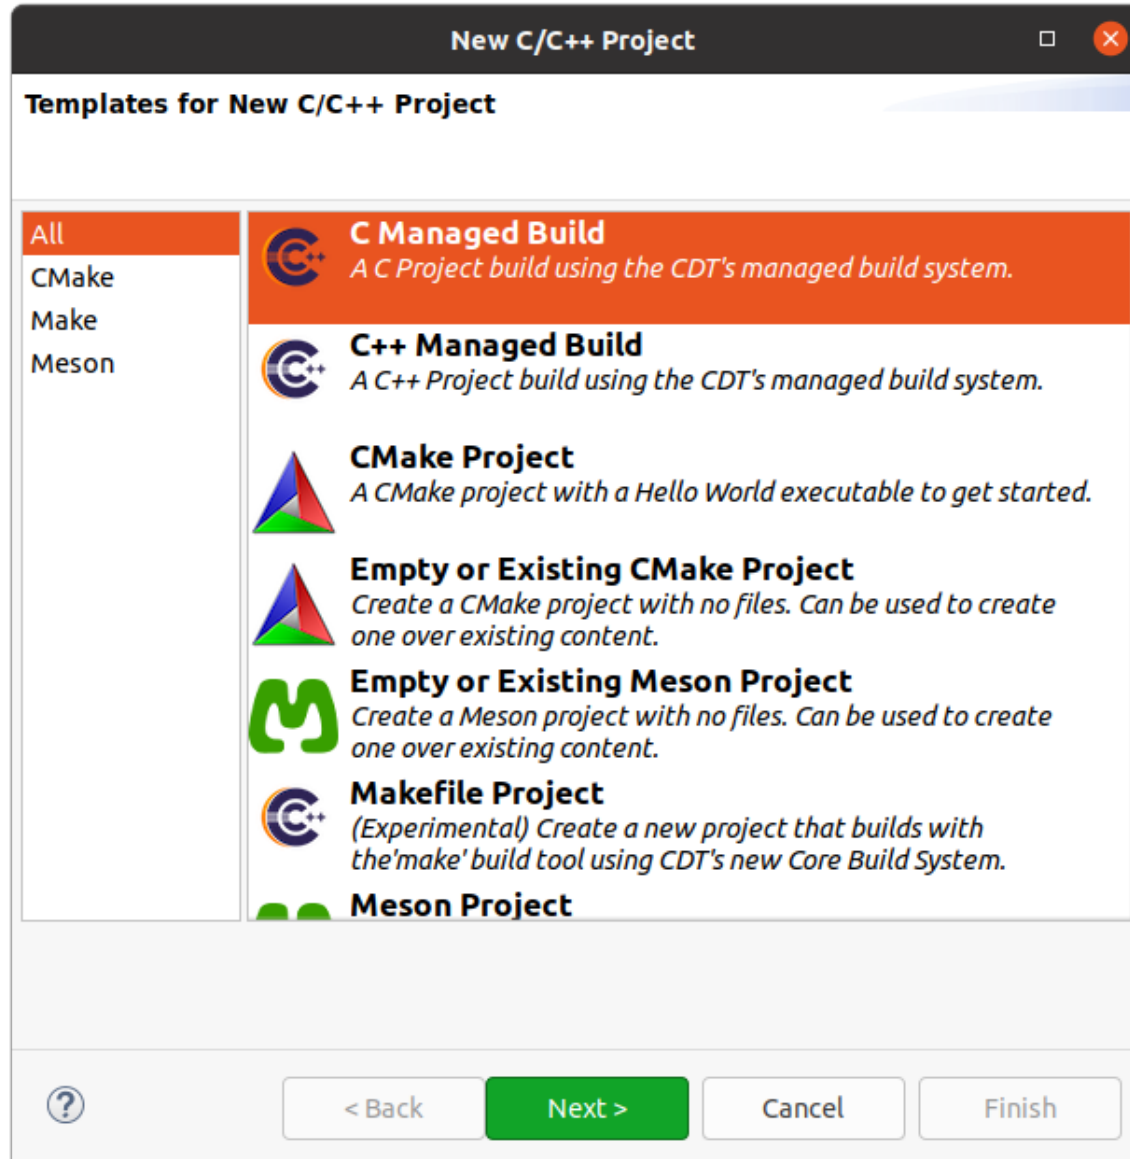 New C/C++ Project
Templates for New C/C++ Project
All
CMake
Make
Meson
C Managed Build
A C Project build using the CDT's managed build system.
C++ Managed Build
A C++ Project build using the CDT's managed build system.
CMake Project
A CMake project with a Hello World executable to get started.
Empty or Existing CMake Project
Create a CMake project with no files. Can be used to create
one over existing content.
Empty or Existing Meson Project
Create a Meson project with no files. Can be used to create
one over existing content.
Makefile Project
(Experimental) Create a new project that builds with
the'make' build tool using CDT's new Core Build System.
Meson Project
< Back
Next >
Cancel
Finish